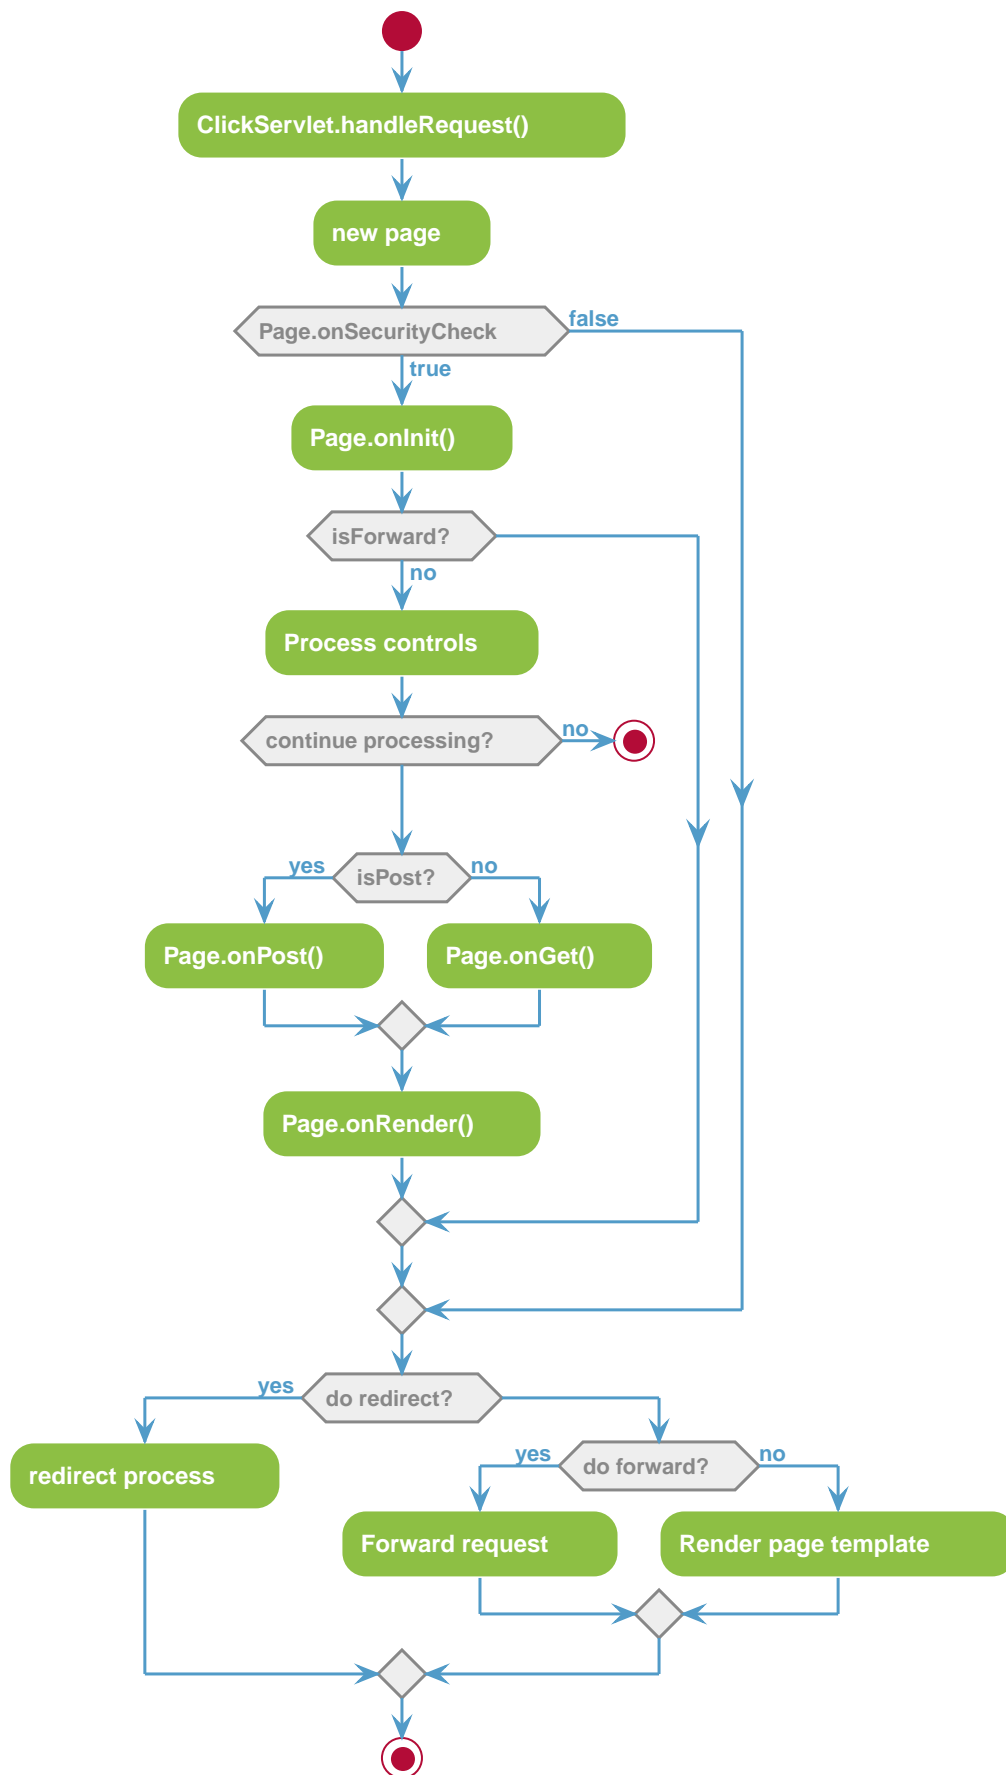 ClickServlet.handleRequest()
new page
Page.onSecurityCheck
false
true
Page.onInit()
isForward?
no
Process controls
continue processing?
no
yes
isPost?
no
Page.onPost()
Page.onGet()
Page.onRender()
yes
do redirect?
yes
do forward?
no
redirect process
Forward request
Render page template